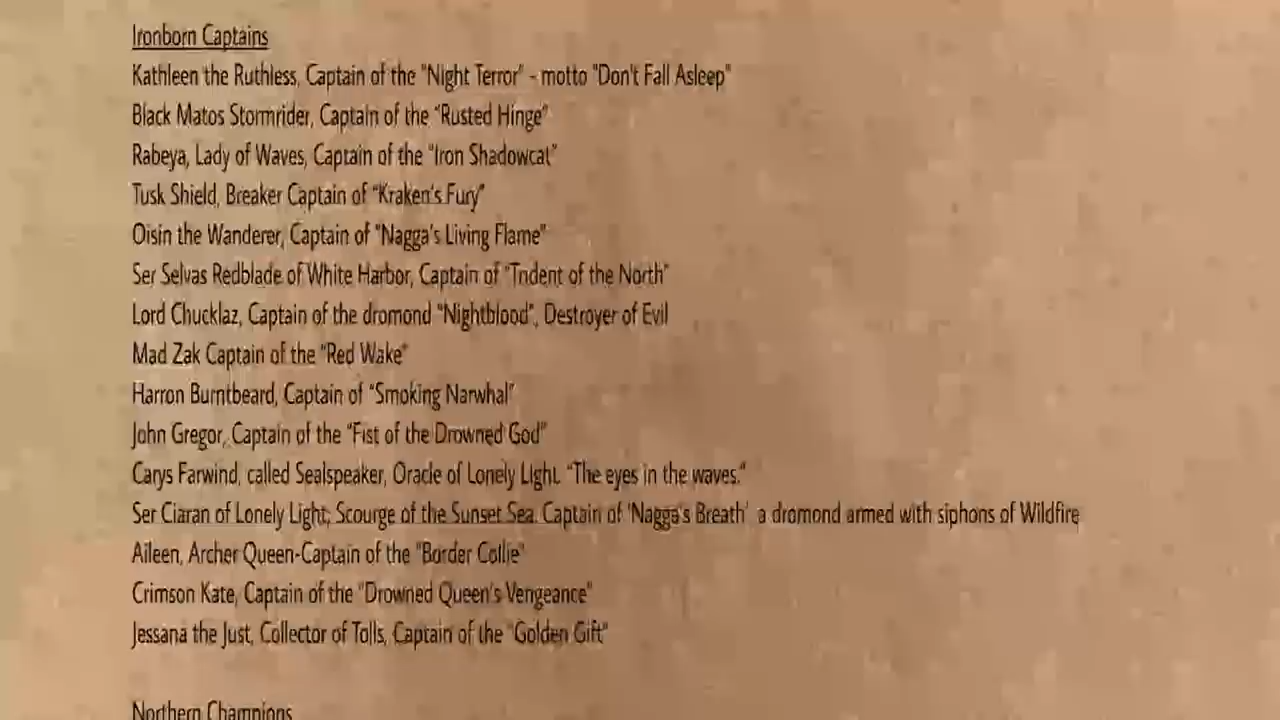 Ironborn Captains
Kathleen the Ruthless, Captain of the "Night Terror" - motto "Don't Fall Asleep"
Black Matos Stormrider, Captain of the "Rusted Hinge"
Rabeya, Lady of Waves, Captain of the "Iron Shadowcat"
Tusk Shield, Breaker Captain of "Kraken's Fury"
Oisin the Wanderer, Captain of "Nagga's Living Flame"
Ser Selvas Redblade of White Harbor, Captain of "Trident of the North"
Lord Chucklaz, Captain of the dromond "Nightblood", Destroyer of Evil
Mad Zak Captain of the "Red Wake"
Harron Burntbeard, Captain of "Smoking Narwhal"
John Gregor, Captain of the "Fist of the Drowned God"
Carys Farwind, called Sealspeaker, Oracle of Lonely Light. "The eyes in the waves."
Ser Ciaran of Lonely Light; Scourge of the Sunset Sea. Captain of 'Nagga's Breath' a dromond armed with siphons of Wildfire
Aileen, Archer Queen-Captain of the "Border Collie"
Crimson Kate, Captain of the "Drowned Queen's Vengeance"
Jessana the Just, Collector of Tolls, Captain of the "Golden Gift"
Northern Champions